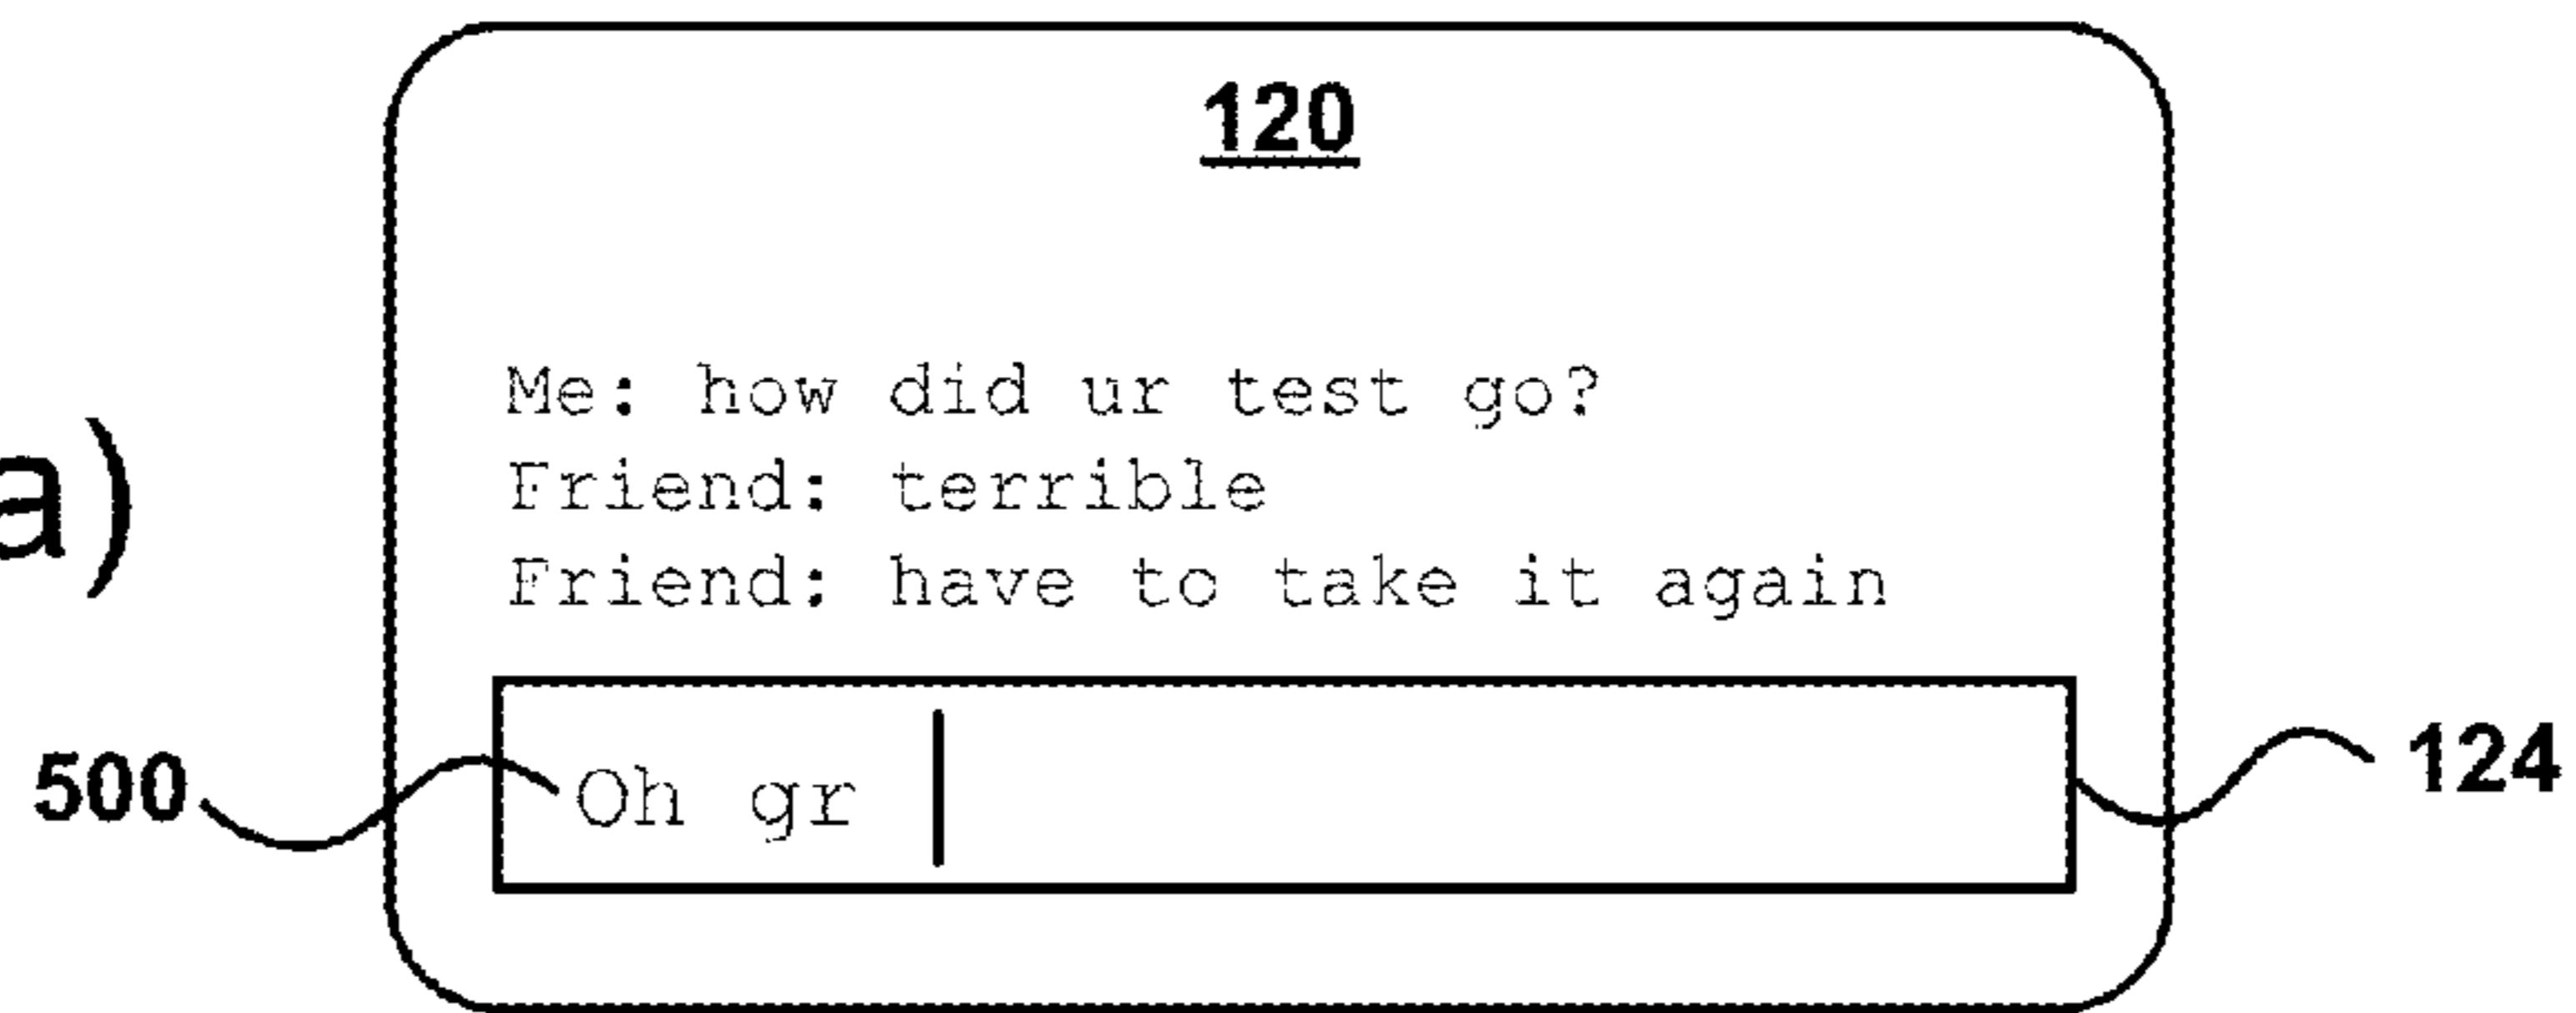 120
Me: how did ur test go?
Friend: terrible
Friend: have to take it again
a)
500
Oh gr
124